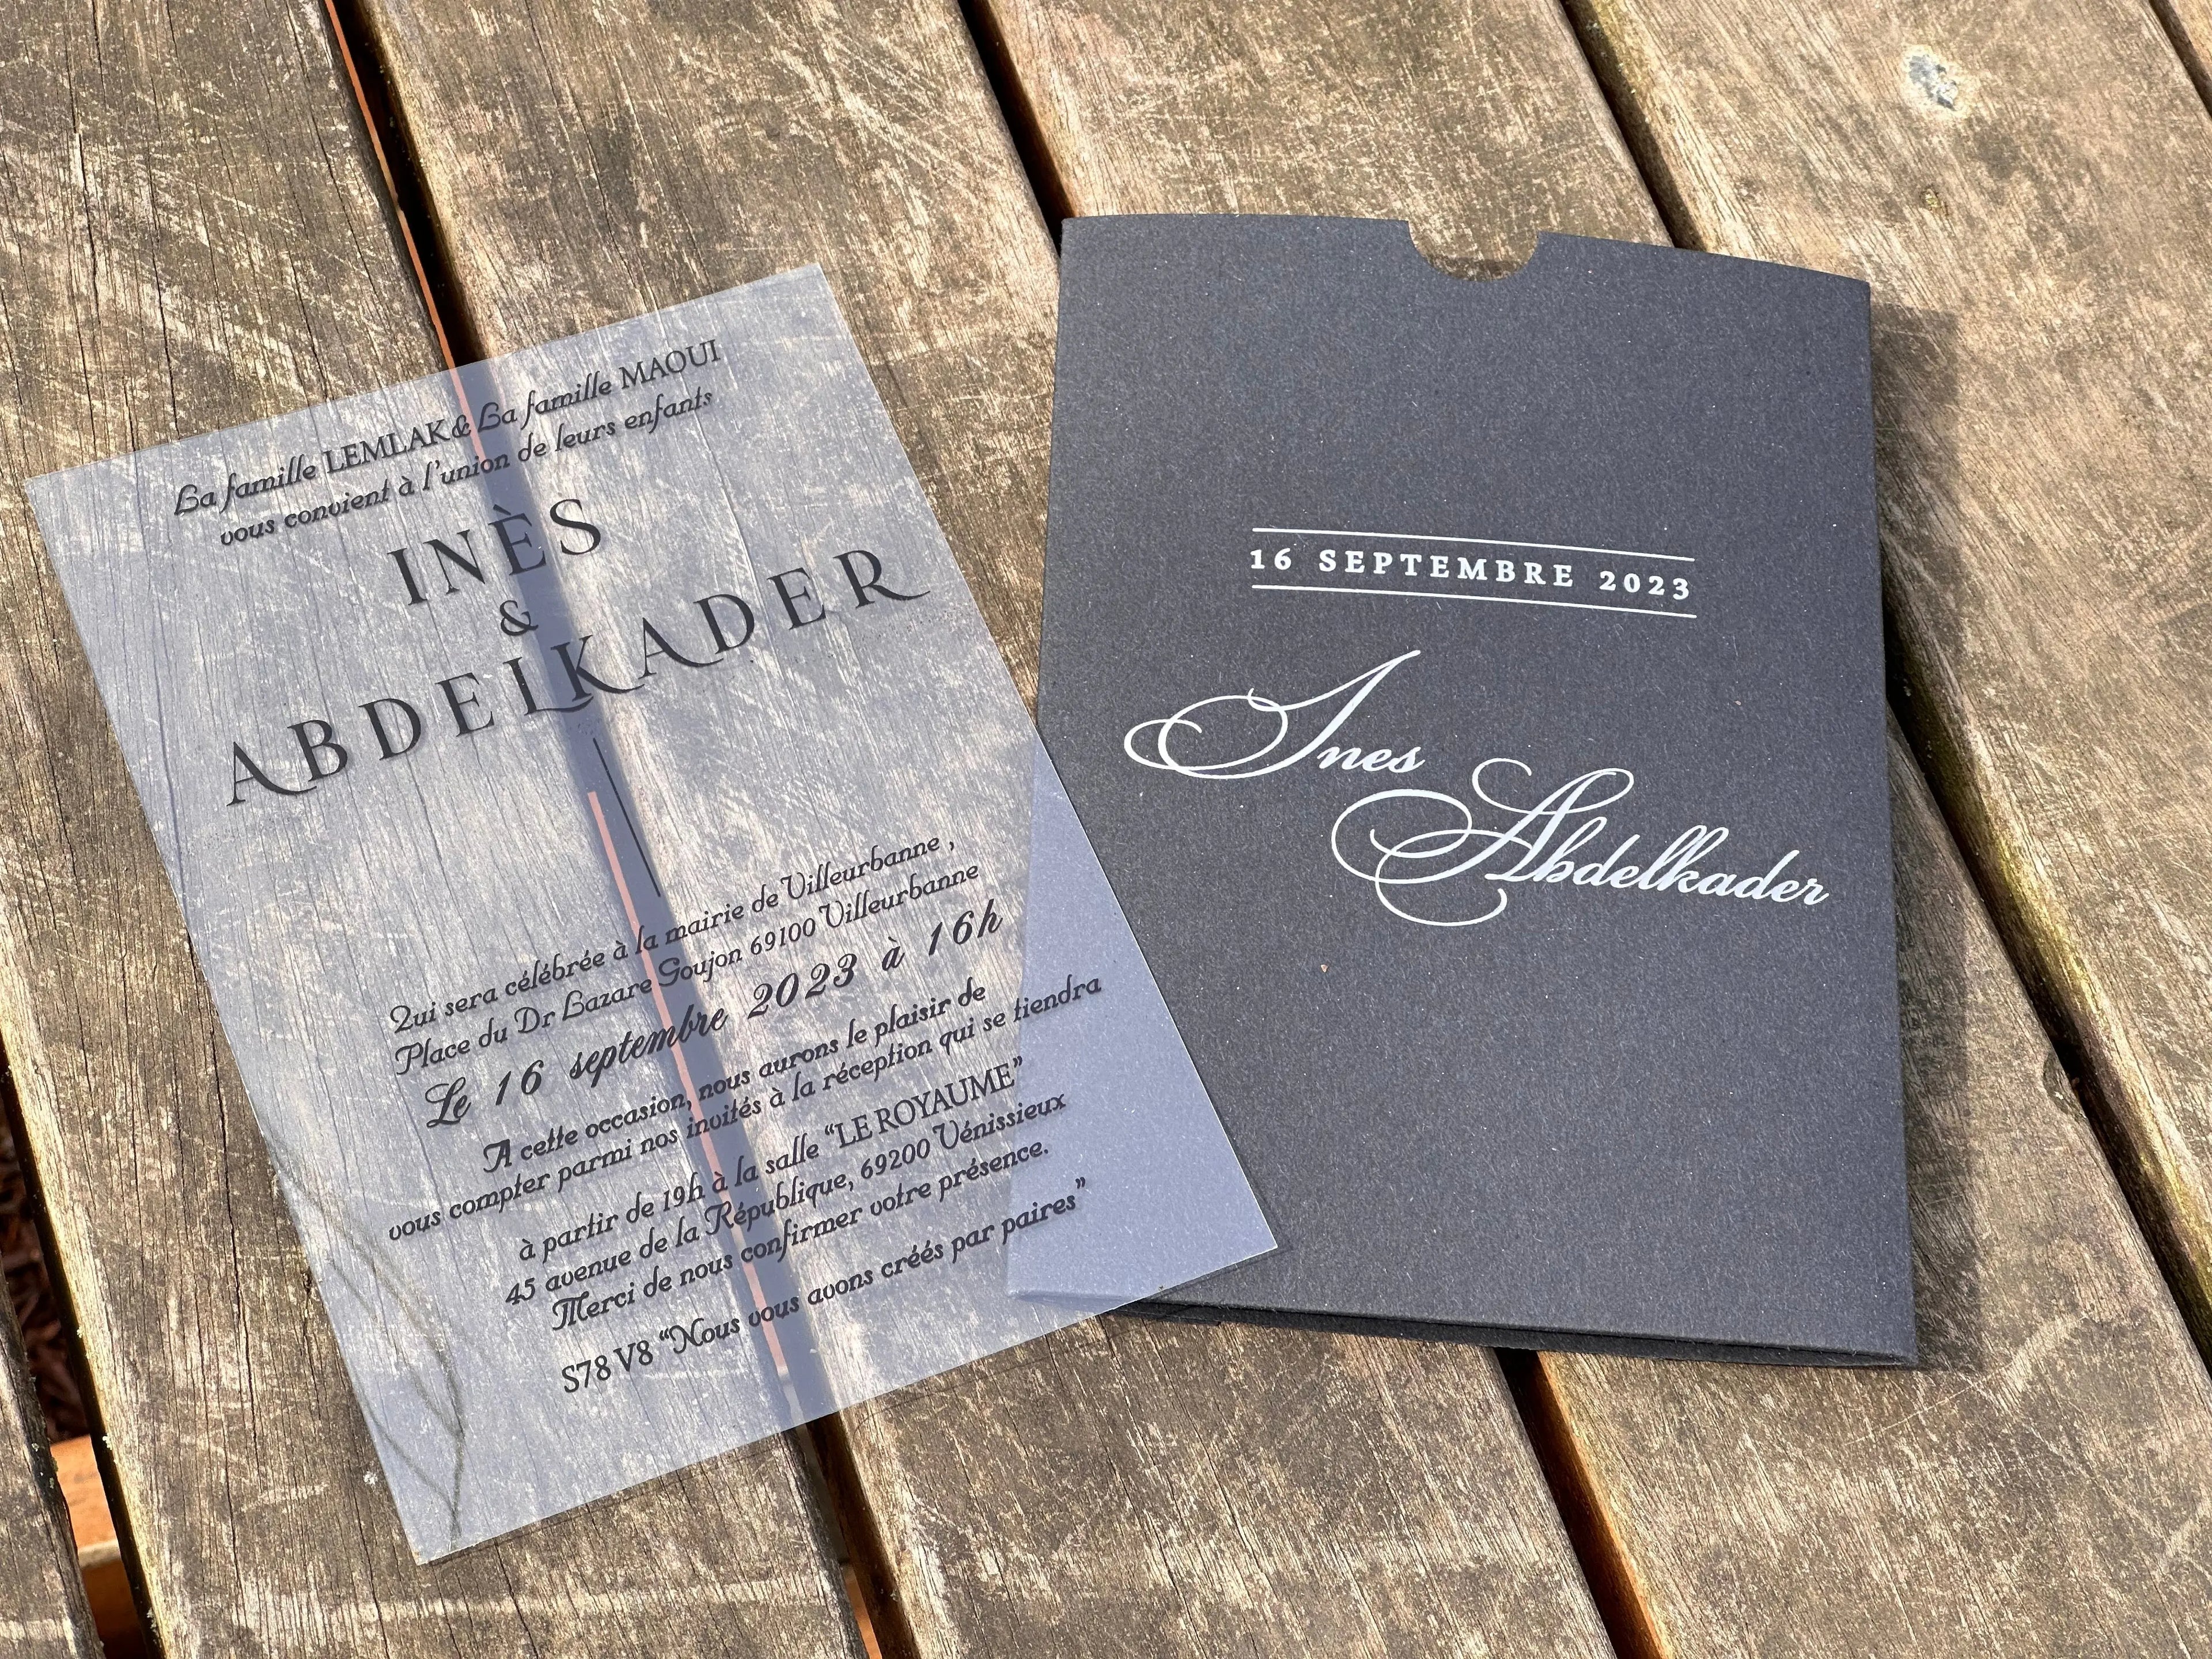 La famille LEMLAK & La famille MAOUI
vous convient à l'union de leurs enfants
INÈS
&
ABDELKADER
Qui sera célébrée à la mairie de Villeurbanne ,
Place du Dr Lazare Goujon 69100 Villeurbanne
Le 16 septembre 2023 à 16h
A cette occasion, nous aurons le plaisir de
vous compter parmi nos invités à la réception qui se tiendra
à partir de 19h à la salle “LE ROYAUME”
45 avenue de la République, 69200 Vénissieux
Merci de nous confirmer votre présence.
S78 V8 “Nous vous avons créés par paires”
16 SEPTEMBRE 2023
Ines
Abdelkader